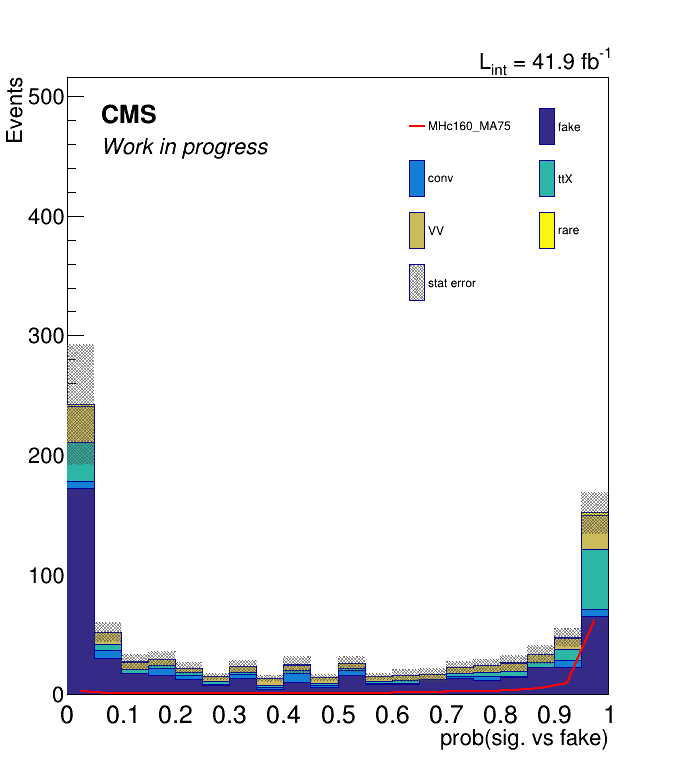 L_int = 41.9 fb^-1
Events
CMS
Work in progress
MHc160_MA75
fake
conv
ttX
VV
rare
stat error
500
400
300
200
100
0
0 0.1 0.2 0.3 0.4 0.5 0.6 0.7 0.8 0.9 1
prob(sig. vs fake)